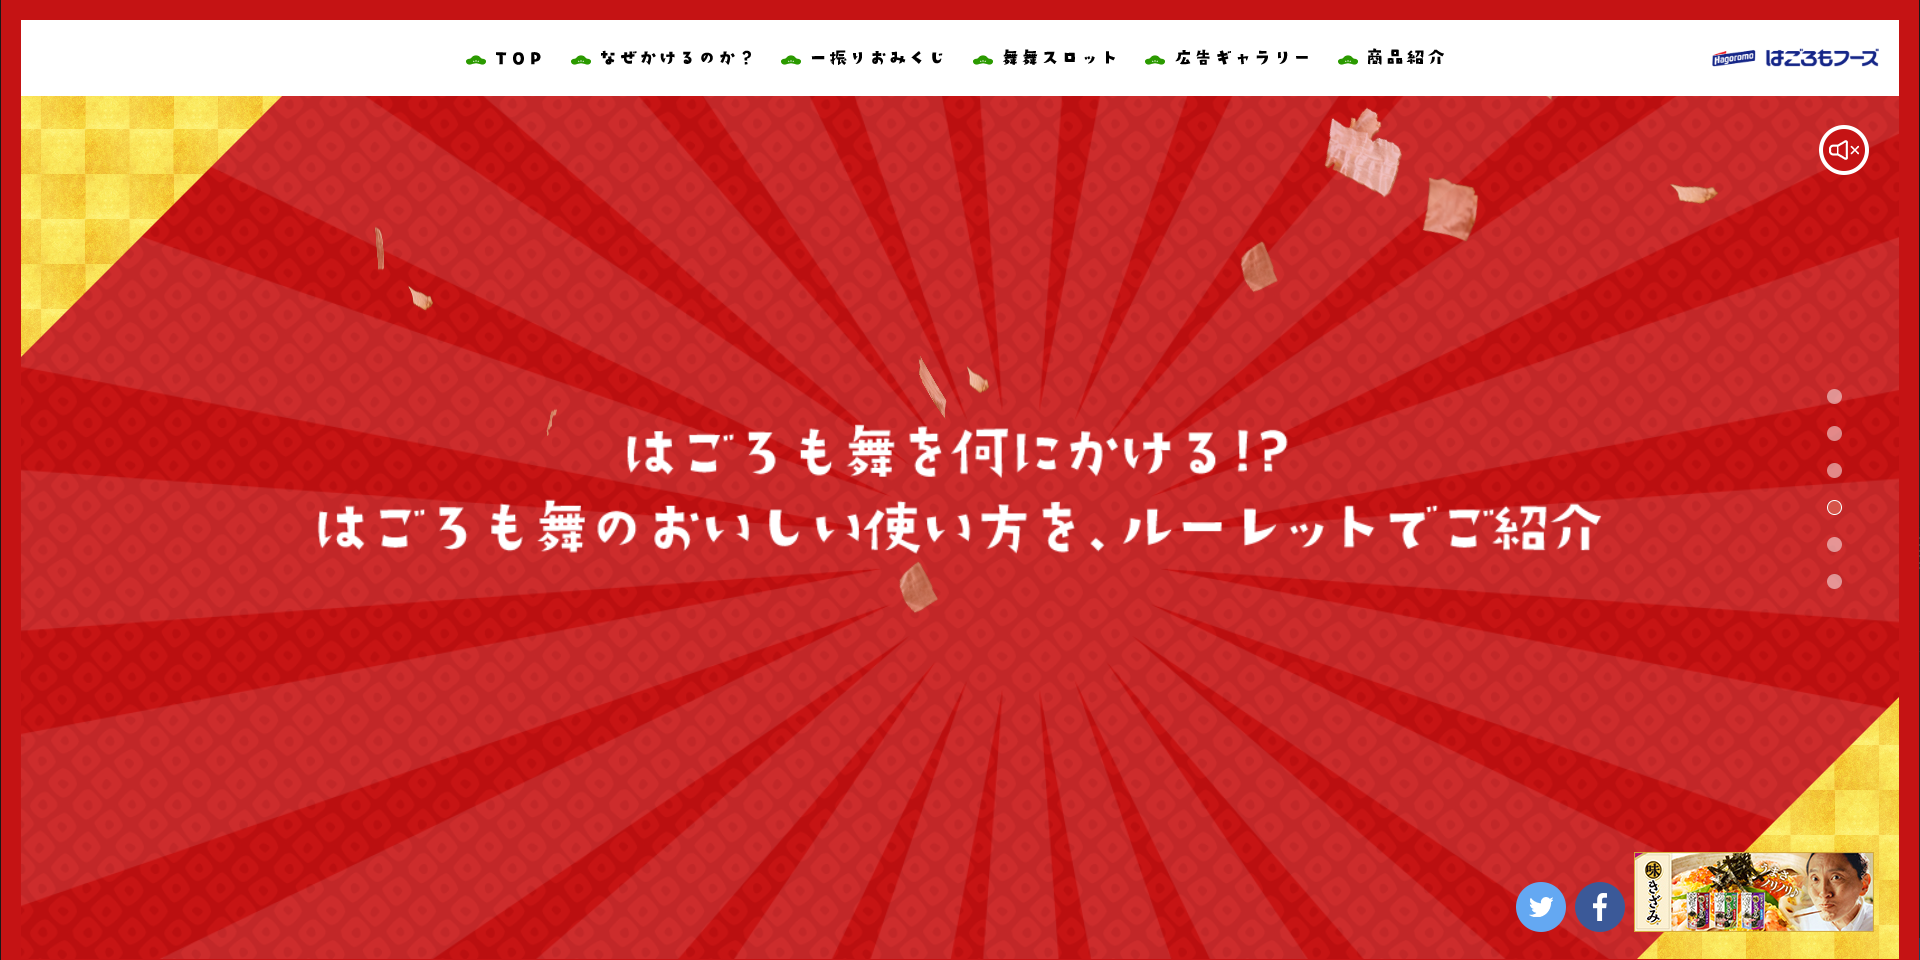 TOP
なぜかけるのか？
一振りおみくじ
舞舞スロット
広告ギャラリー
商品紹介
Hagoromo はごろもフーズ
はごろも舞を何にかける!?
はごろも舞のおいしい使い方を、ルーレットでご紹介
味きざみ